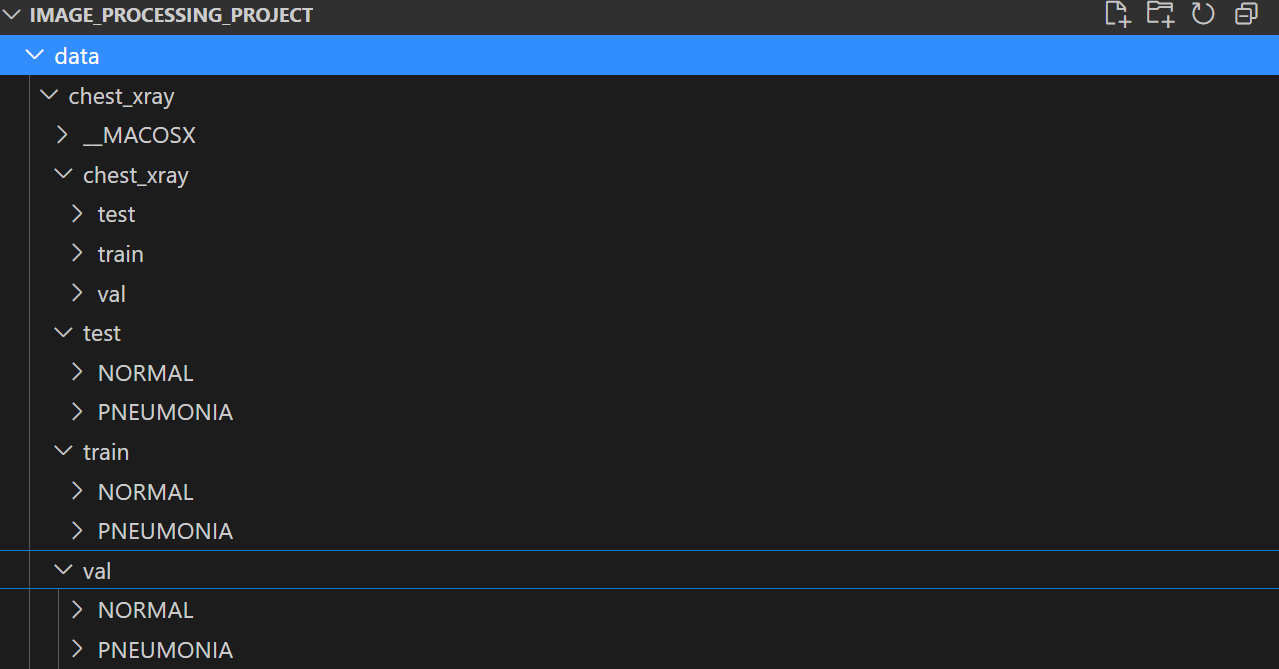 IMAGE_PROCESSING_PROJECT
data
chest_xray
__MACOSX
chest_xray
test
train
val
test
NORMAL
PNEUMONIA
train
NORMAL
PNEUMONIA
val
NORMAL
PNEUMONIA